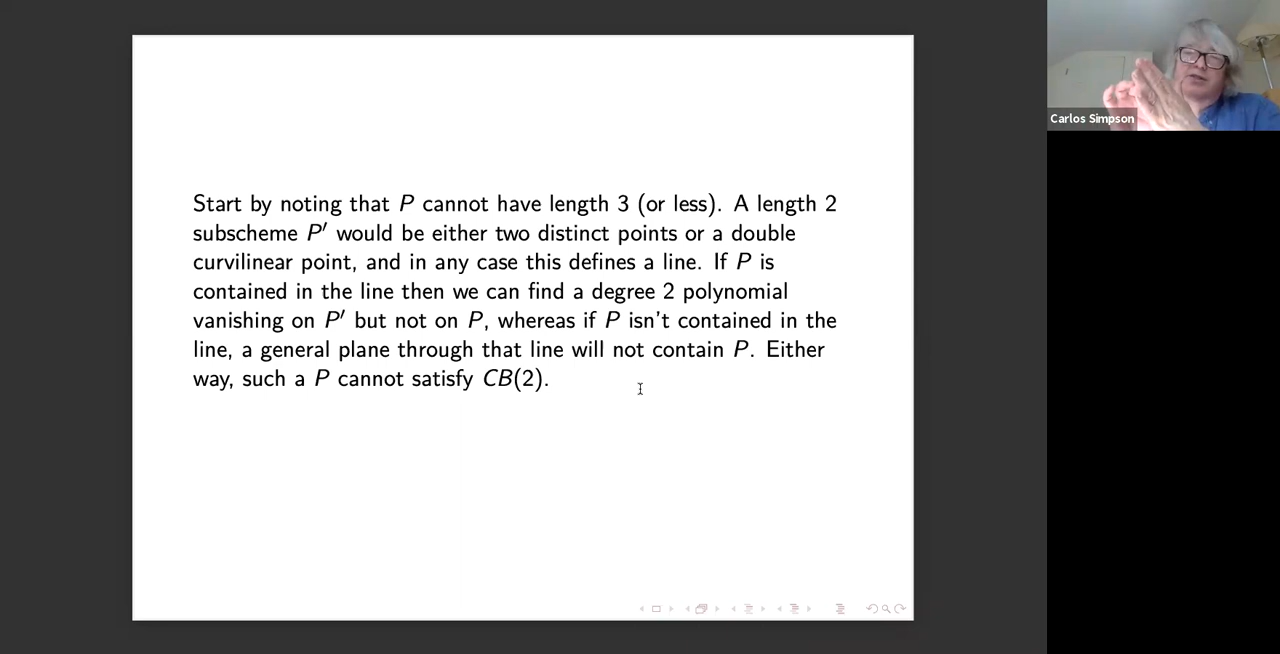 Start by noting that P cannot have length 3 (or less). A length 2
subscheme P′ would be either two distinct points or a double
curvilinear point, and in any case this defines a line. If P is
contained in the line then we can find a degree 2 polynomial
vanishing on P′ but not on P, whereas if P isn't contained in the
line, a general plane through that line will not contain P. Either
way, such a P cannot satisfy CB(2).
Carlos Simpson